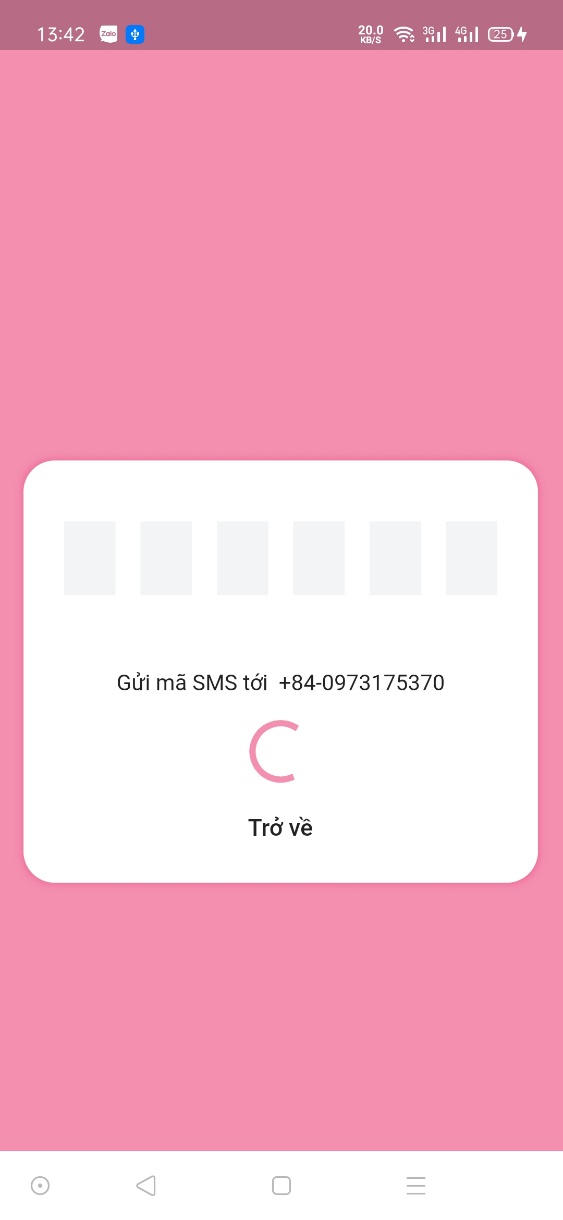 13:42 Zalo 20.0 KB/S 3G 4G 25
Gửi mã SMS tới +84-0973175370
Trở về